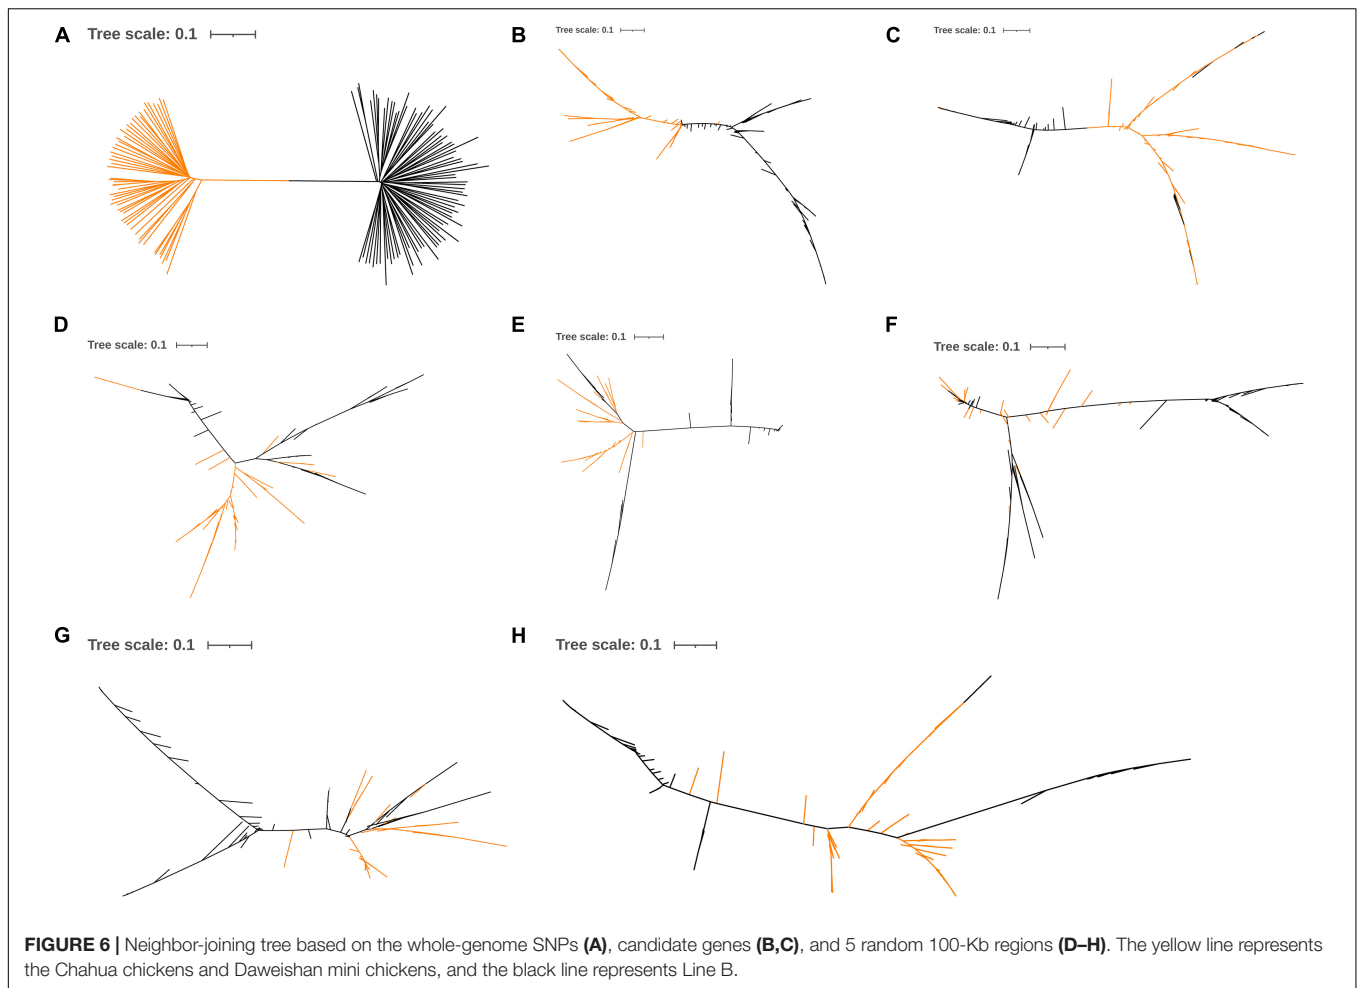 A Tree scale: 0.1
B Tree scale: 0.1
C Tree scale: 0.1
D Tree scale: 0.1
E Tree scale: 0.1
F Tree scale: 0.1
G Tree scale: 0.1
H Tree scale: 0.1
FIGURE 6 | Neighbor-joining tree based on the whole-genome SNPs (A), candidate genes (B,C), and 5 random 100-Kb regions (D–H). The yellow line represents
the Chahua chickens and Daweishan mini chickens, and the black line represents Line B.